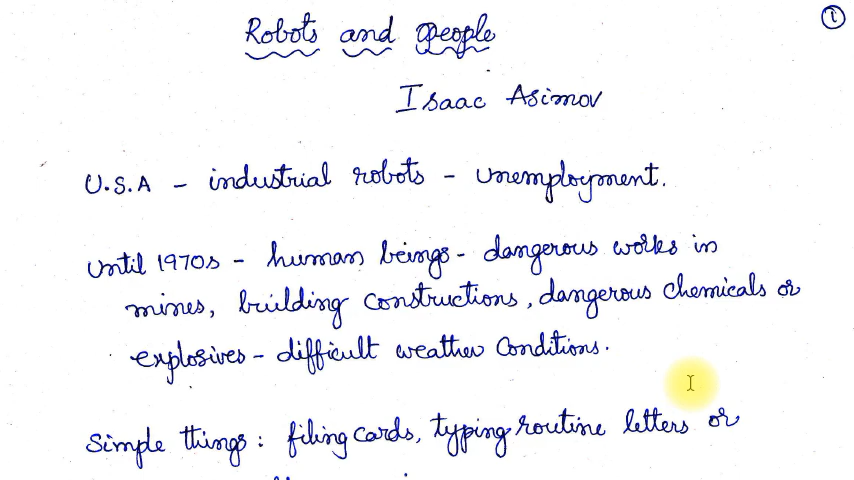 i
Robots and People
Isaac Asimov
U.S.A - industrial robots - unemployment.
Until 1970s - human beings - dangerous works in
mines, building constructions, dangerous chemicals or
explosives - difficult weather conditions.
Simple things : filing cards, typing routine letters or